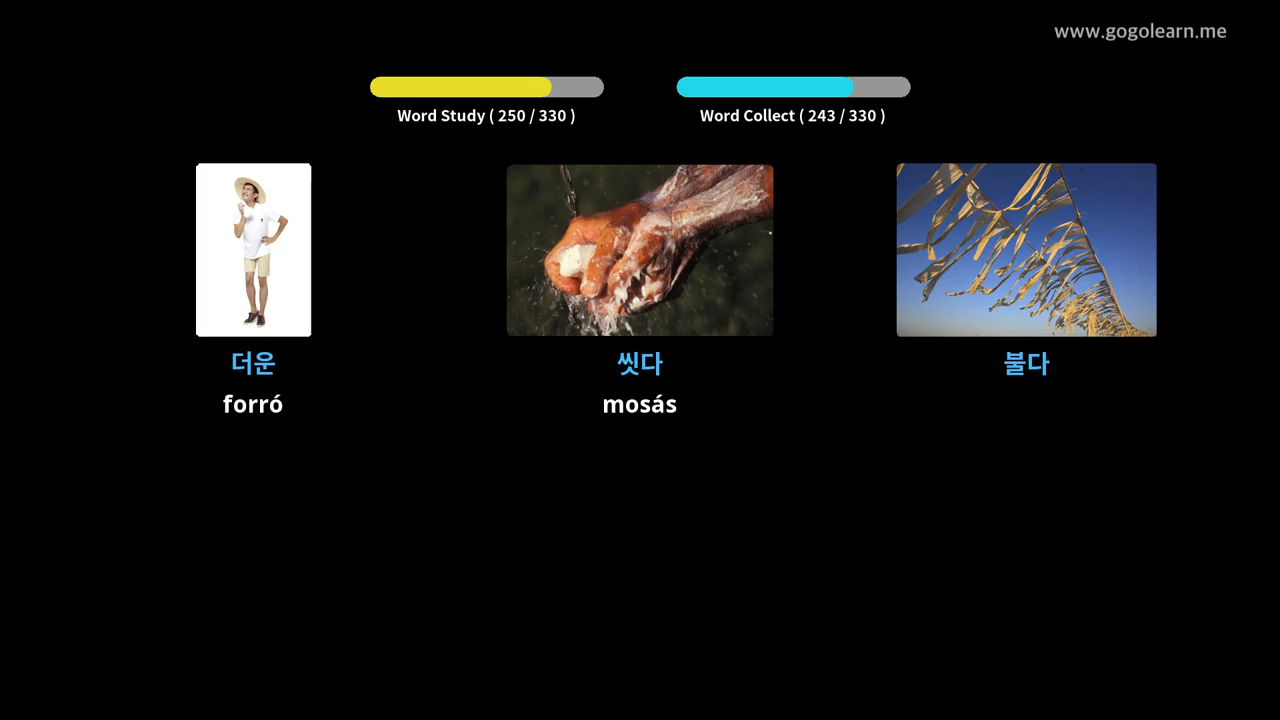 www.gogolearn.me
Word Study ( 250 / 330 )
Word Collect ( 243 / 330 )
더운
forró
씻다
mosás
불다